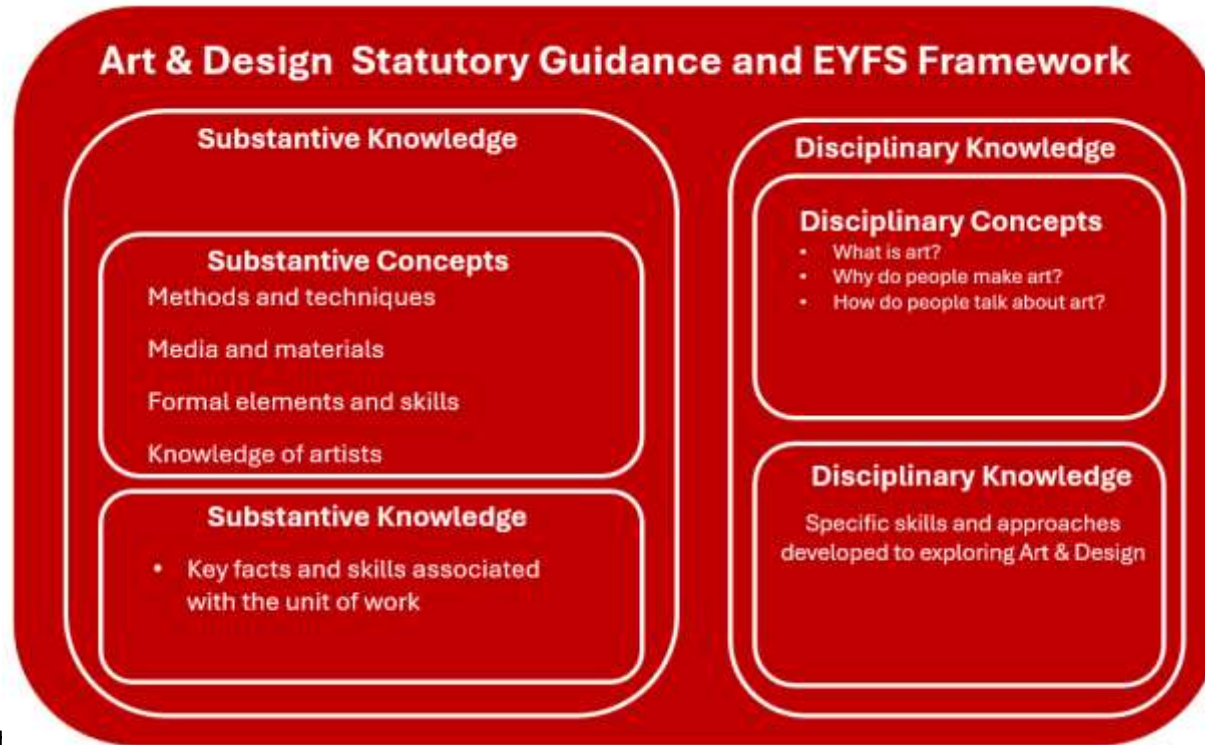 Art & Design  Statutory Guidance and EYFS Framework
Substantive Knowledge
Substantive Concepts
Methods and techniques
Media and materials
Formal elements and skills
Knowledge of artists
Substantive Knowledge
• Key facts and skills associated
with the unit of work
Disciplinary Knowledge
Disciplinary Concepts
• What is art?
• Why do people make art?
• How do people talk about art?
Disciplinary Knowledge
Specific skills and approaches
developed to exploring Art & Design